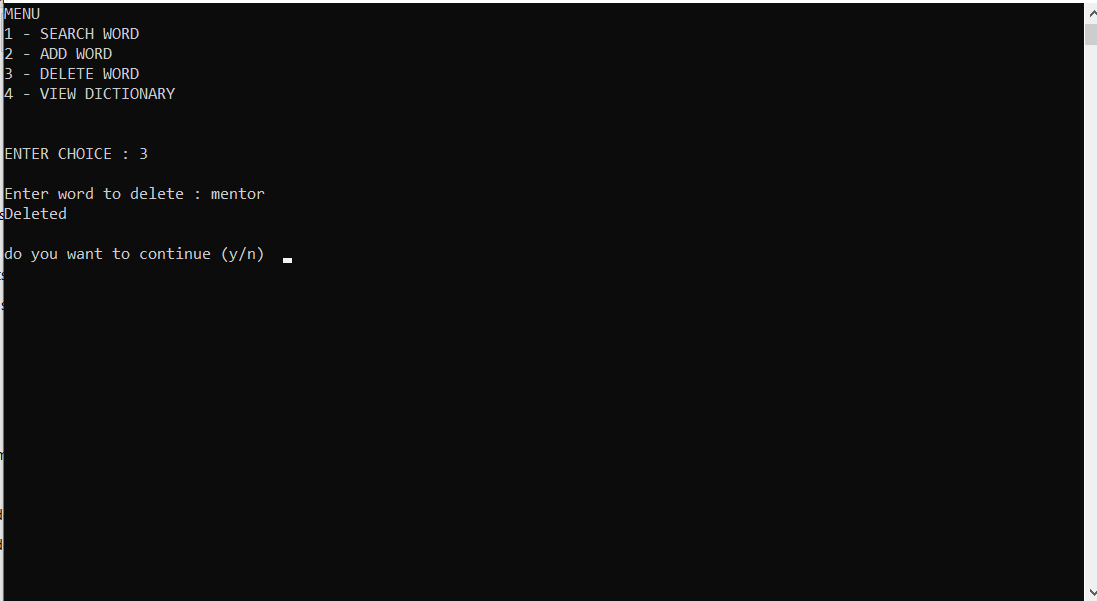 MENU
1 - SEARCH WORD
2 - ADD WORD
3 - DELETE WORD
4 - VIEW DICTIONARY
ENTER CHOICE : 3
Enter word to delete : mentor
Deleted
do you want to continue (y/n)